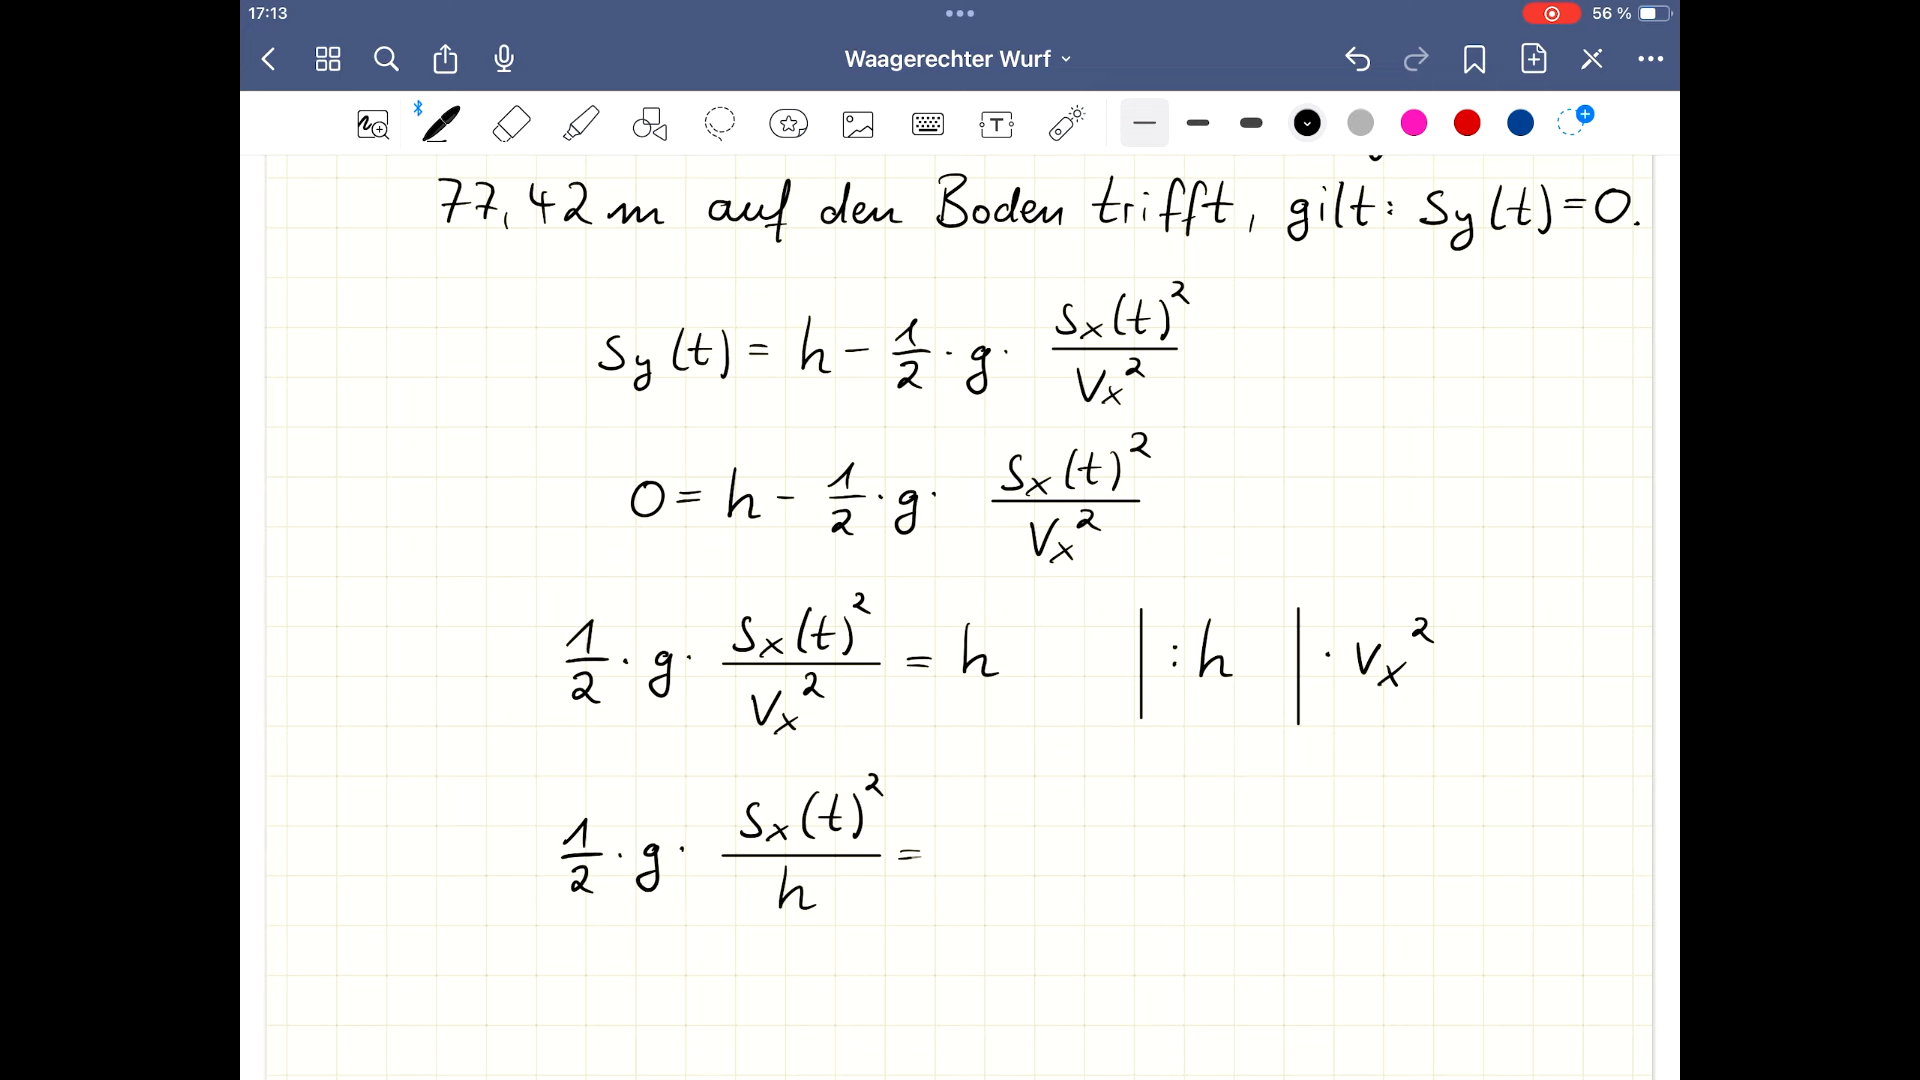 17:13
56 %
Waagerechter Wurf
77,42 m auf den Boden trifft, gilt: Sy(t)=0.
Sy(t) = h - 1/2 · g · Sx(t)²/Vx²
0 = h - 1/2 · g · Sx(t)²/Vx²
1/2 · g · Sx(t)²/Vx² = h | : h | · Vx²
1/2 · g · Sx(t)²/h =